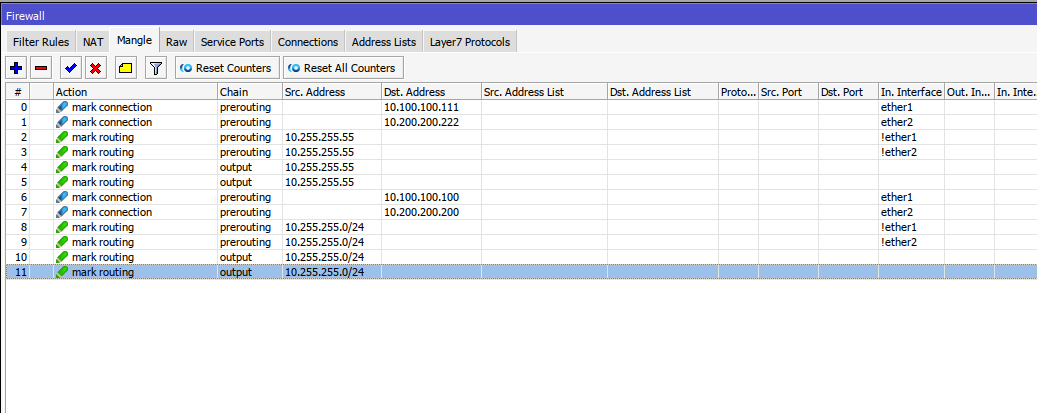 Firewall
Filter Rules NAT Mangle Raw Service Ports Connections Address Lists Layer7 Protocols
Reset Counters Reset All Counters
# Action Chain Src. Address Dst. Address Src. Address List Dst. Address List Proto... Src. Port Dst. Port In. Interface Out. In... In. Inte...
0 mark connection prerouting 10.100.100.111 ether1
1 mark connection prerouting 10.200.200.222 ether2
2 mark routing prerouting 10.255.255.55 !ether1
3 mark routing prerouting 10.255.255.55 !ether2
4 mark routing output 10.255.255.55
5 mark routing output 10.255.255.55
6 mark connection prerouting 10.100.100.100 ether1
7 mark connection prerouting 10.200.200.200 ether2
8 mark routing prerouting 10.255.255.0/24 !ether1
9 mark routing prerouting 10.255.255.0/24 !ether2
10 mark routing output 10.255.255.0/24
11 mark routing output 10.255.255.0/24